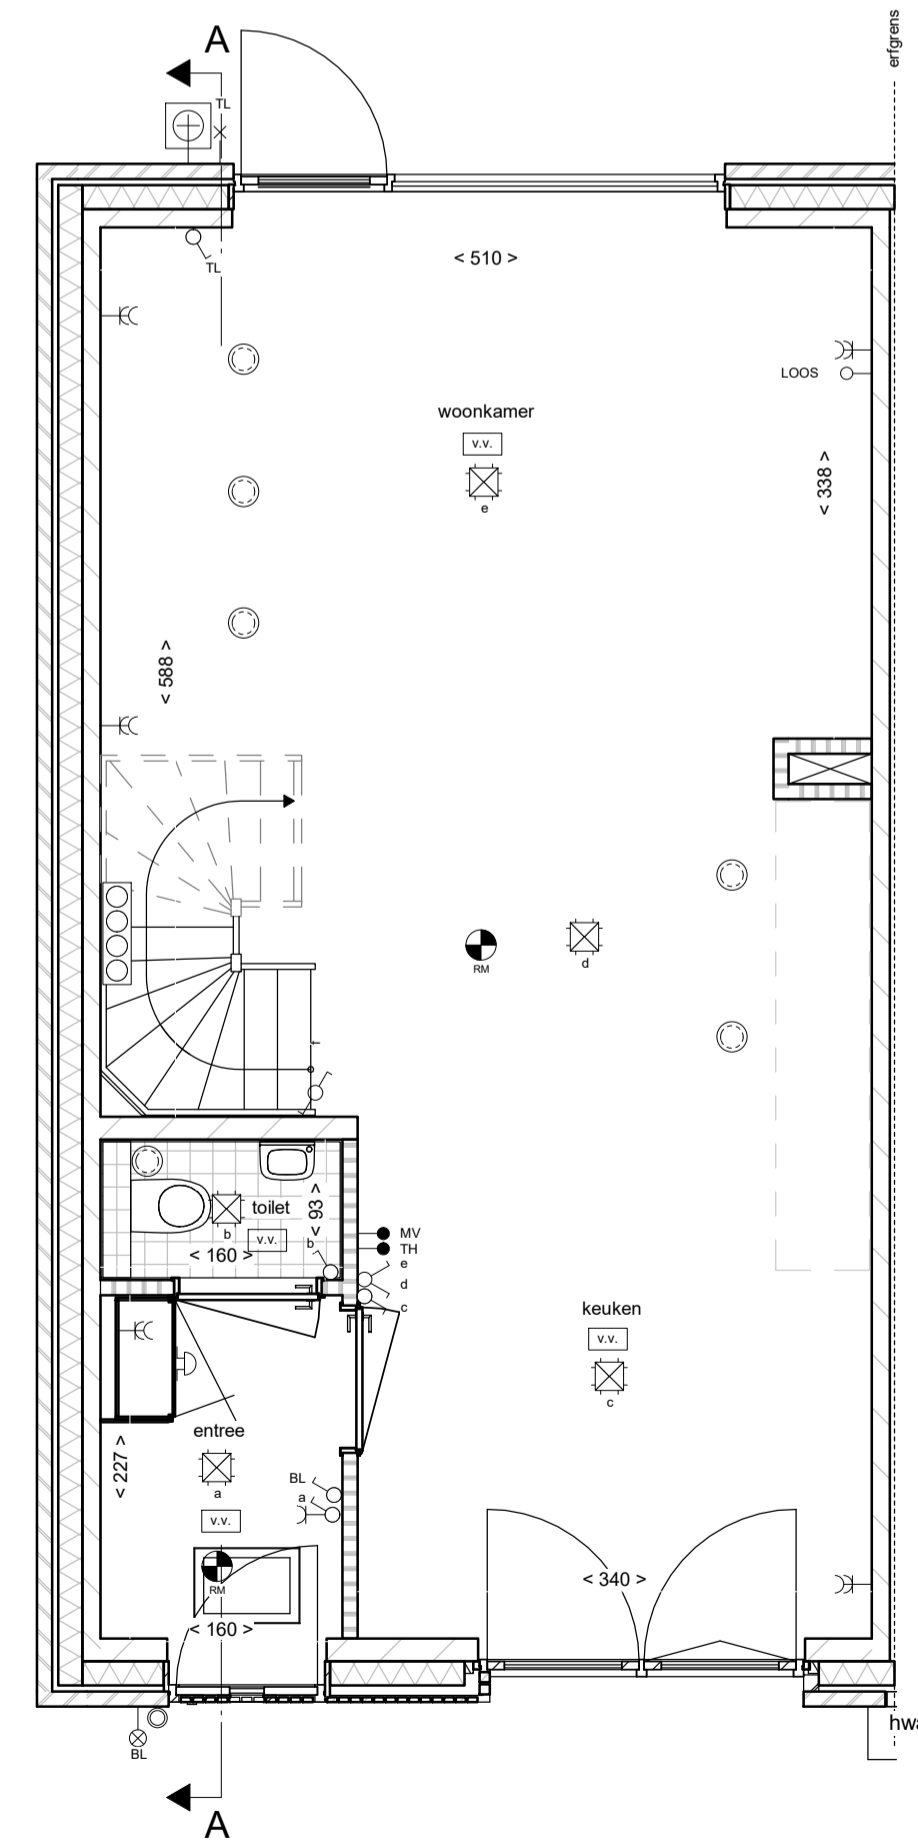 erfgrens
A
TL
TL
< 510 >
LOOS
woonkamer
v.v.
e
< 338 >
< 588 >
RM
d
toilet
b
v.v.
< 93 >
< 160 >
b
MV
TH
e
d
c
keuken
v.v.
c
entree
a
< 227 >
v.v.
BL
a
RM
< 160 >
< 340 >
BL
hwa
A